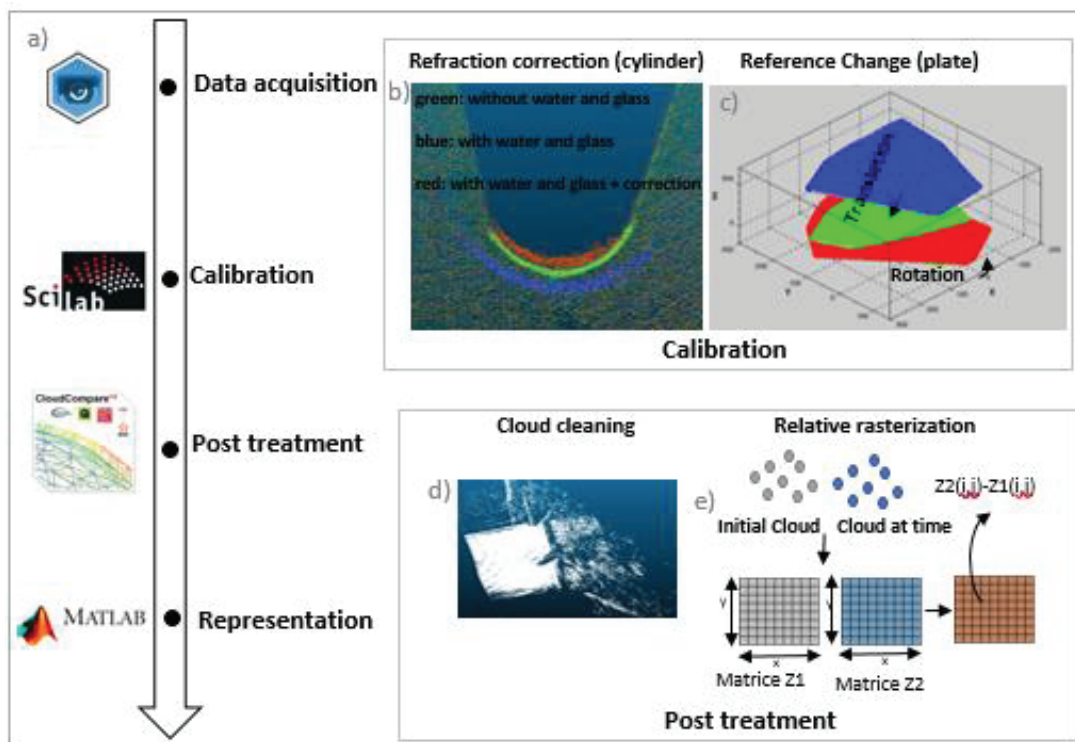 a)
Data acquisition
Scilab
Calibration
CloudCompare
Post treatment
MATLAB
Representation
Refraction correction (cylinder)
b)
green: without water and glass
blue: with water and glass
red: with water and glass + correction
Reference Change (plate)
c)
Translation
Rotation
Calibration
Cloud cleaning
d)
Relative rasterization
e)
Z2(i,j)-Z1(i,j)
Initial Cloud
Cloud at time
y
x
Matrice Z1
y
x
Matrice Z2
Post treatment